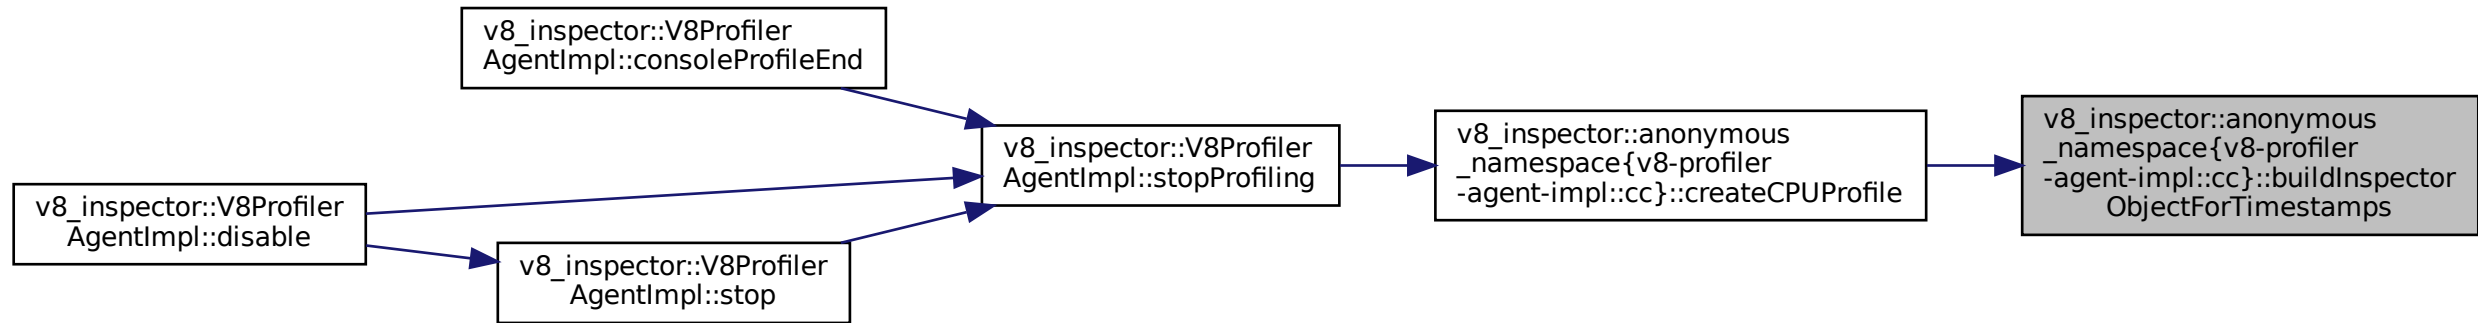 v8_inspector::V8Profiler
AgentImpl::consoleProfileEnd
v8_inspector::V8Profiler
AgentImpl::disable
v8_inspector::V8Profiler
AgentImpl::stop
v8_inspector::V8Profiler
AgentImpl::stopProfiling
v8_inspector::anonymous
_namespace{v8-profiler
-agent-impl::cc}::createCPUProfile
v8_inspector::anonymous
_namespace{v8-profiler
-agent-impl::cc}::buildInspector
ObjectForTimestamps